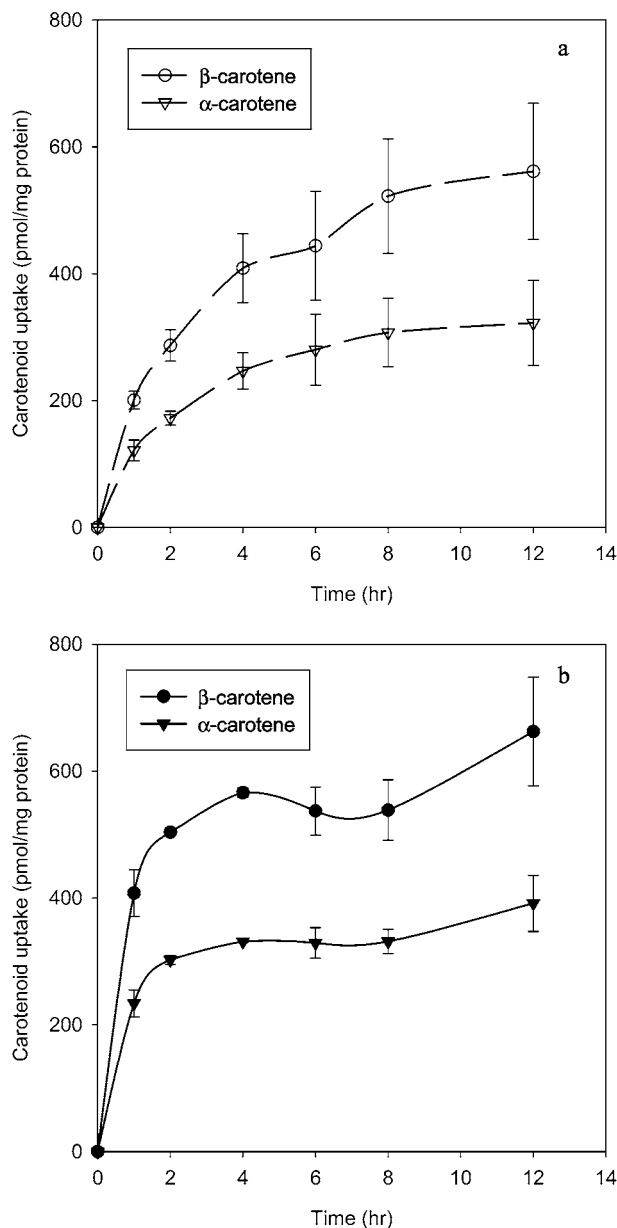 a
β-carotene
α-carotene
Carotenoid uptake (pmol/mg protein)
800
600
400
200
0
0 2 4 6 8 10 12 14
Time (hr)
b
β-carotene
α-carotene
Carotenoid uptake (pmol/mg protein)
800
600
400
200
0
0 2 4 6 8 10 12 14
Time (hr)